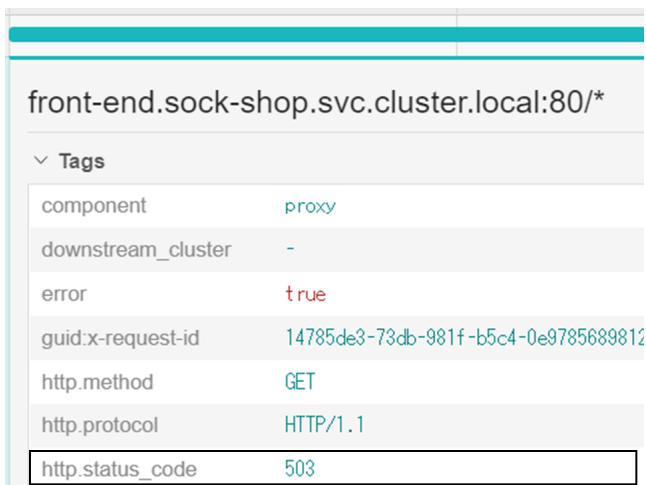 front-end.sock-shop.svc.cluster.local:80/*
Tags
component proxy
downstream_cluster -
error true
guid:x-request-id 14785de3-73db-981f-b5c4-0e9785689812
http.method GET
http.protocol HTTP/1.1
http.status_code 503